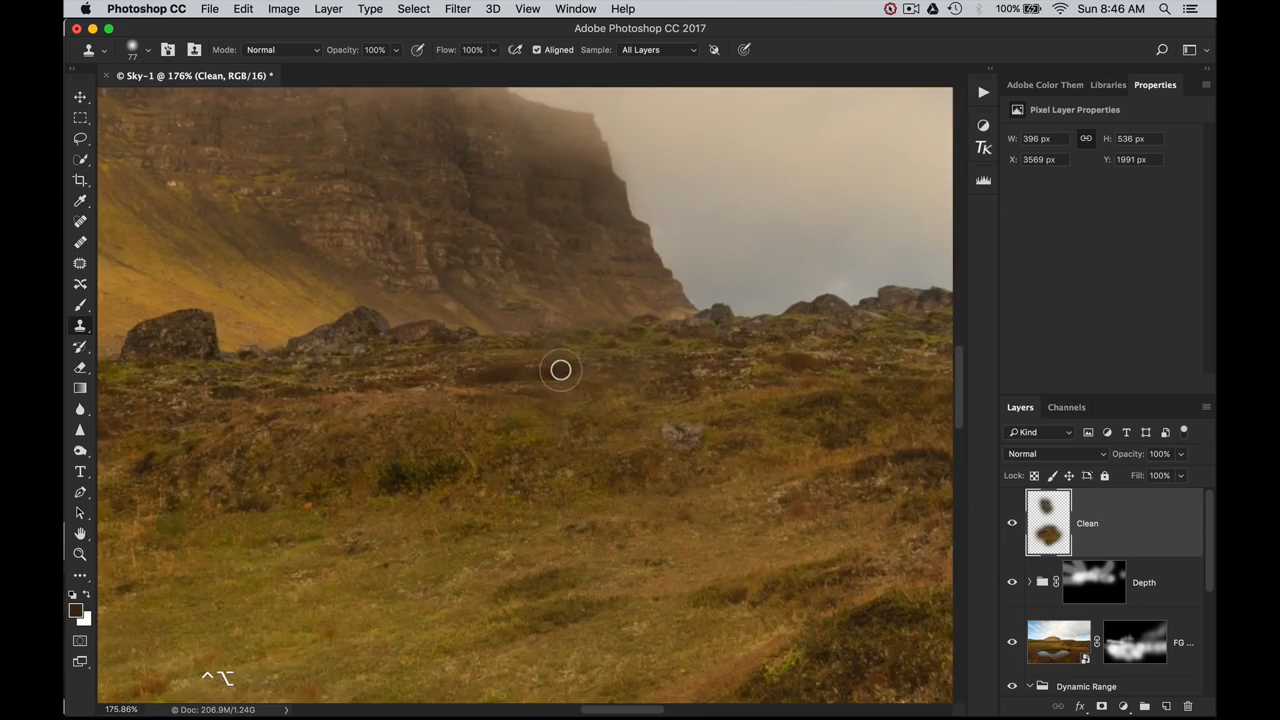 Photoshop CC File Edit Image Layer Type Select Filter 3D View Window Help 100% Sun 8:46 AM
Adobe Photoshop CC 2017
77 Mode: Normal Opacity: 100% Flow: 100% Aligned Sample: All Layers
× © Sky-1 @ 176% (Clean, RGB/16) *
Adobe Color Them Libraries Properties
Pixel Layer Properties
W: 396 px H: 536 px
X: 3569 px Y: 1991 px
TK
Layers Channels
Kind
Normal Opacity: 100%
Lock: Fill: 100%
Clean
Depth
FG ...
Dynamic Range
^⌥
175.86% © Doc: 206.9M/1.24G